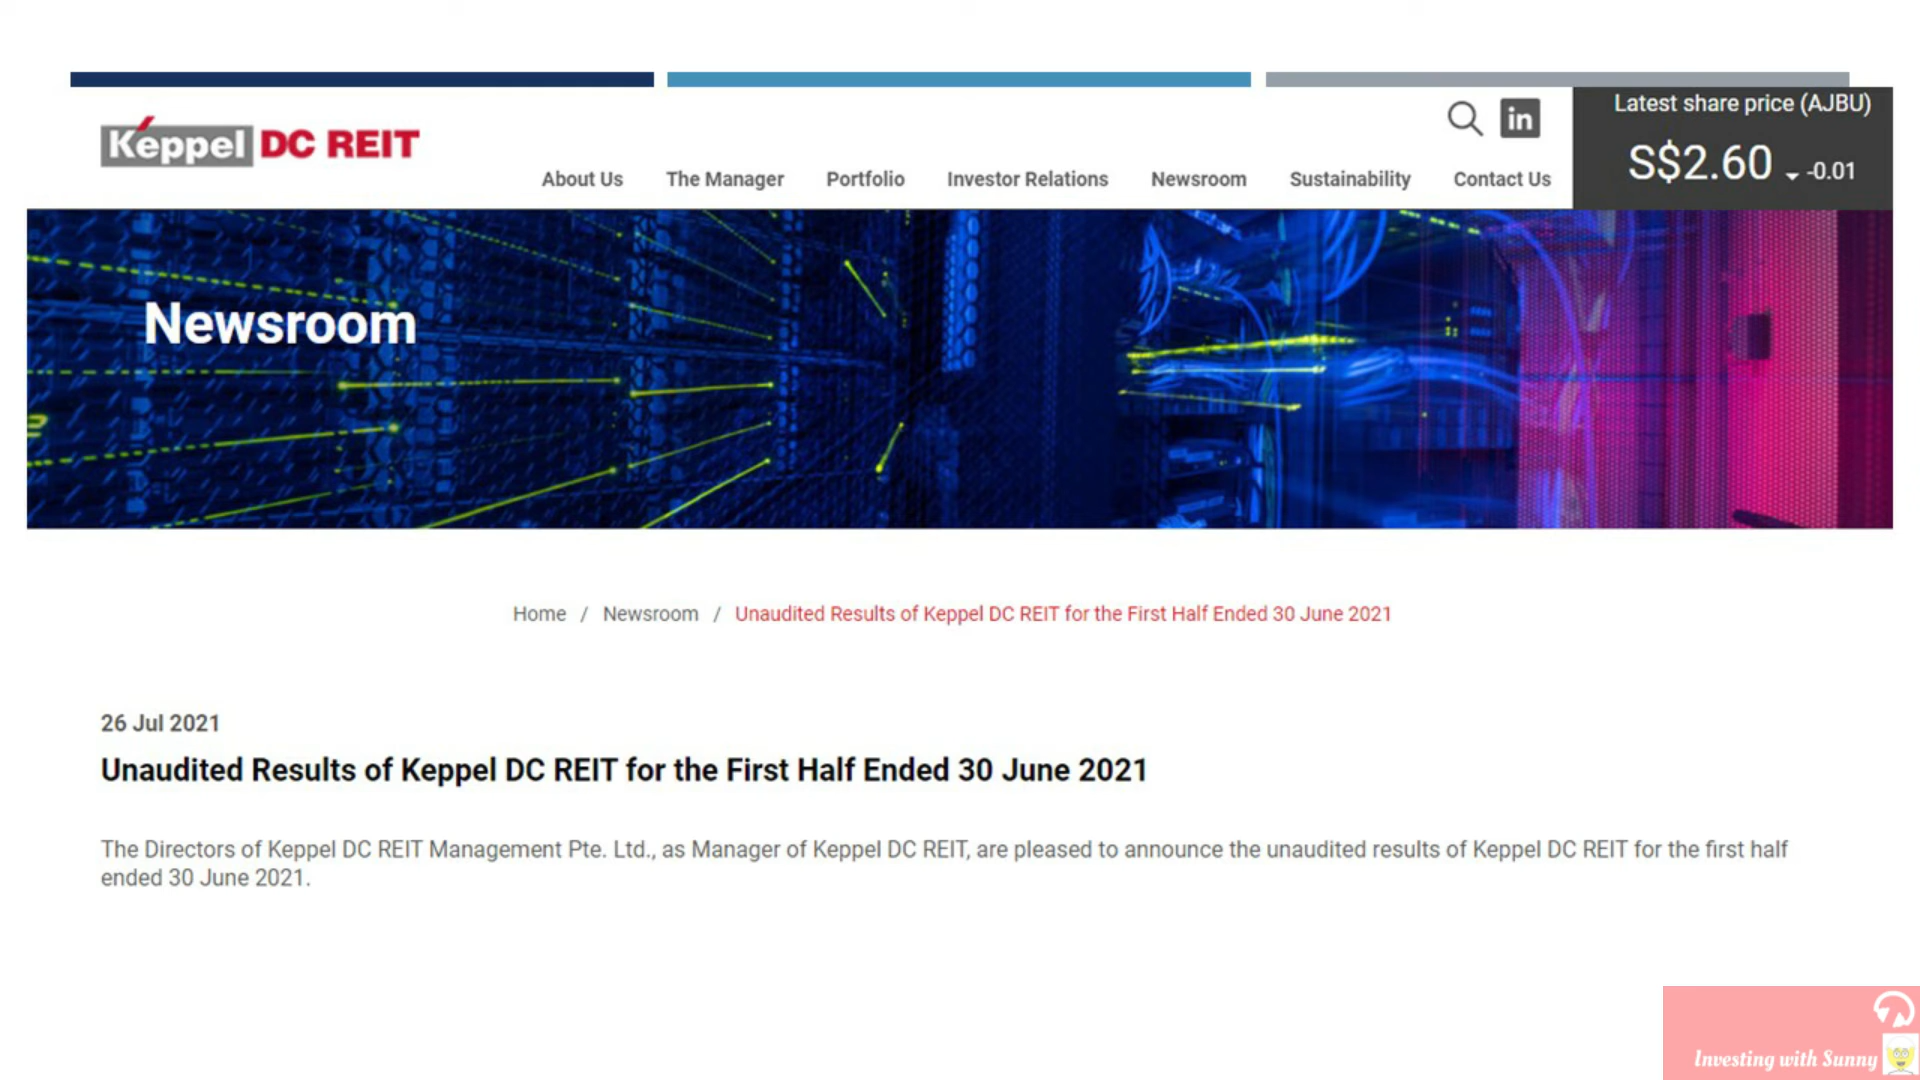 Latest share price (AJBU)
Keppel DC REIT
in
S$2.60 -0.01
About Us The Manager Portfolio Investor Relations Newsroom Sustainability Contact Us
Newsroom
Home / Newsroom / Unaudited Results of Keppel DC REIT for the First Half Ended 30 June 2021
26 Jul 2021
Unaudited Results of Keppel DC REIT for the First Half Ended 30 June 2021
The Directors of Keppel DC REIT Management Pte. Ltd., as Manager of Keppel DC REIT, are pleased to announce the unaudited results of Keppel DC REIT for the first half
ended 30 June 2021.
Investing with Sunny